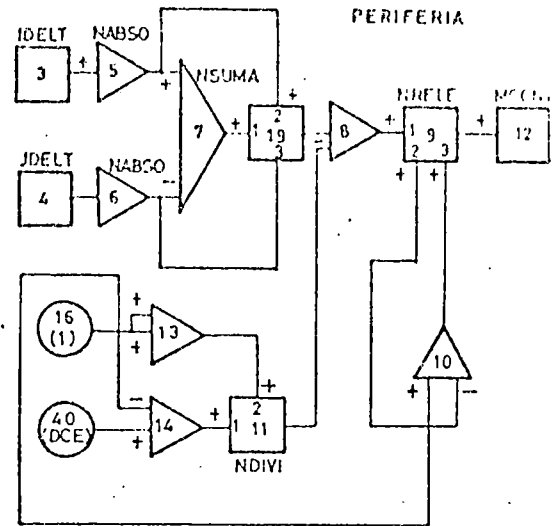 PERIFERIA
IDELT
NABSO
+
3
5
+
NSUMA
7
+
1 2 19 3
+
8
+
NRELE
1 9 2 3
+
12
JDELT
NABSO
4
6
−
+
+
16 (1)
+
+
13
40 (DCE)
−
+
14
+
+
1 2 11
NDIVI
10
+
−